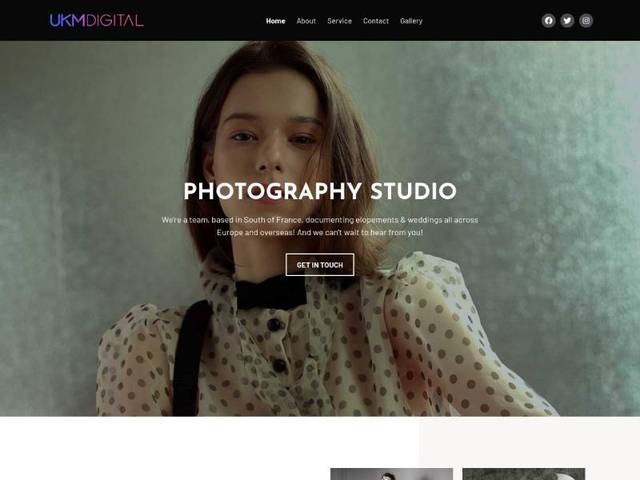 UKMDIGITAL
Home About Service Contact Gallery
PHOTOGRAPHY STUDIO
We're a team, based in South of France, documenting elopements & weddings all across
Europe and overseas! And we can't wait to hear from you!
GET IN TOUCH